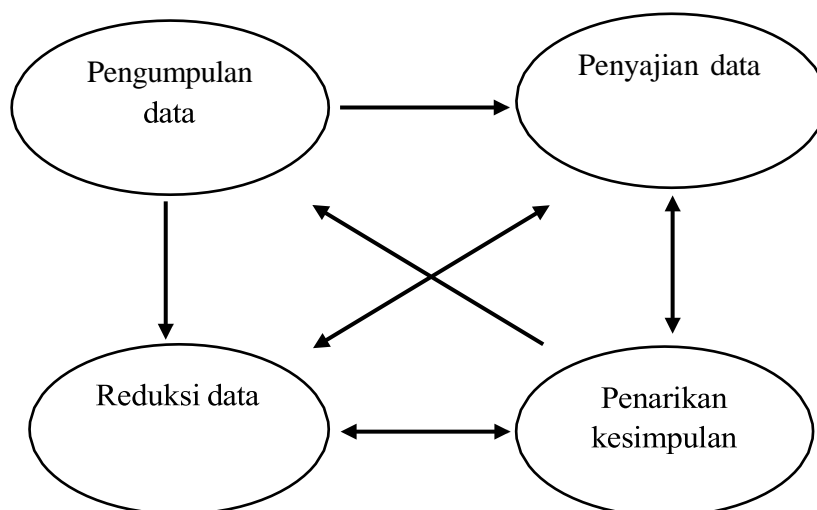 Pengumpulan
data
Penyajian data
Reduksi data
Penarikan
kesimpulan